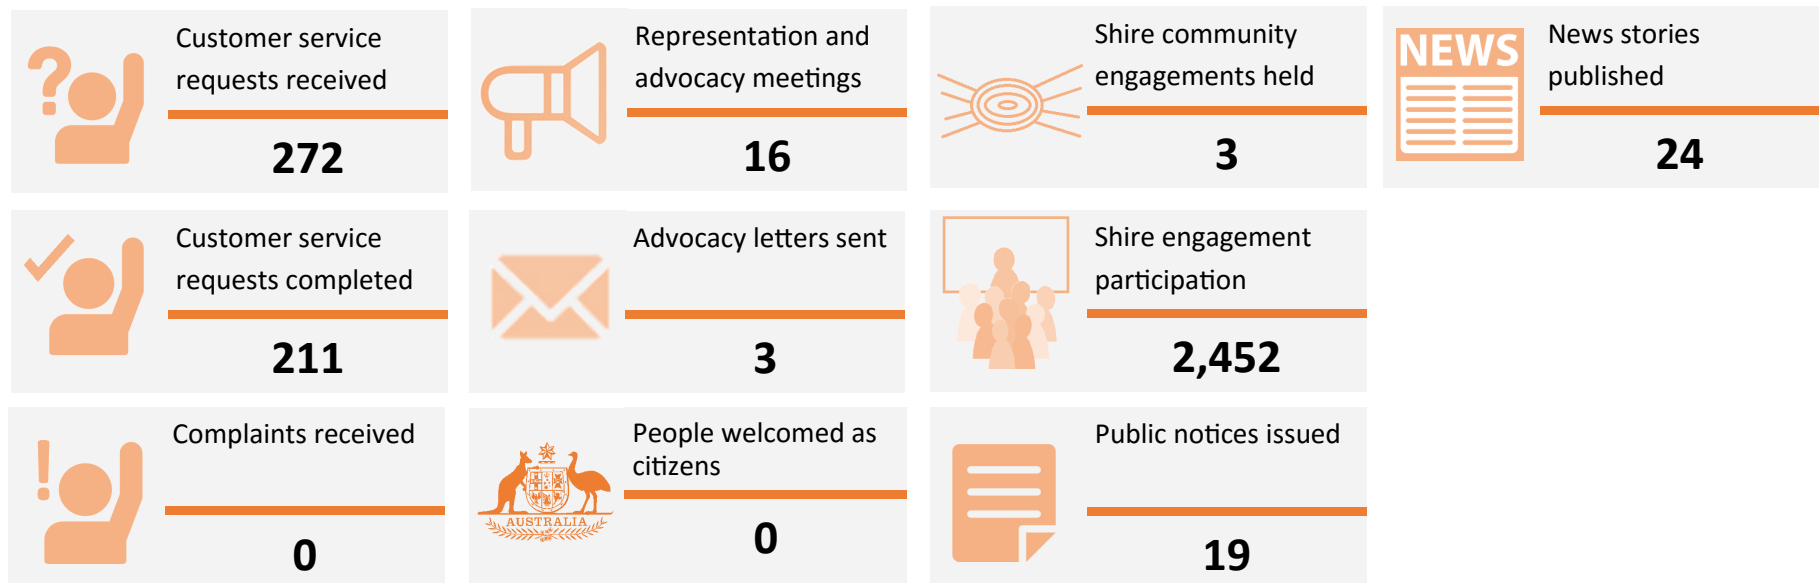 Customer service
requests received
272
Representation and
advocacy meetings
16
Shire community
engagements held
3
NEWS
News stories
published
24
Customer service
requests completed
211
Advocacy letters sent
3
Shire engagement
participation
2,452
Complaints received
0
AUSTRALIA
People welcomed as
citizens
0
Public notices issued
19